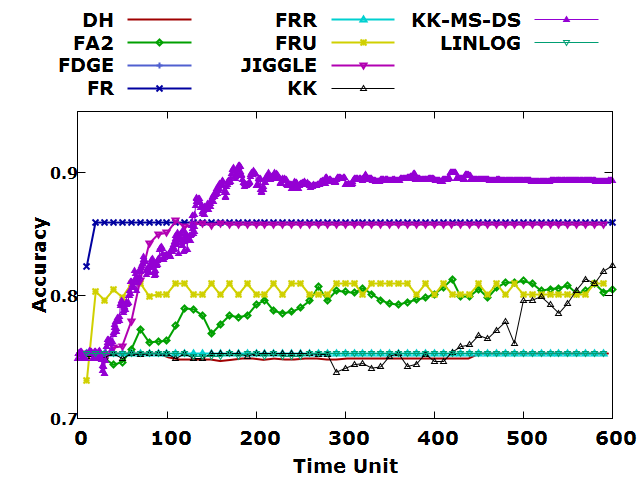 DH FRR KK-MS-DS
FA2 FRU LINLOG
FDGE JIGGLE
FR KK
0.9
0.8
0.7
Accuracy
0 100 200 300 400 500 600
Time Unit